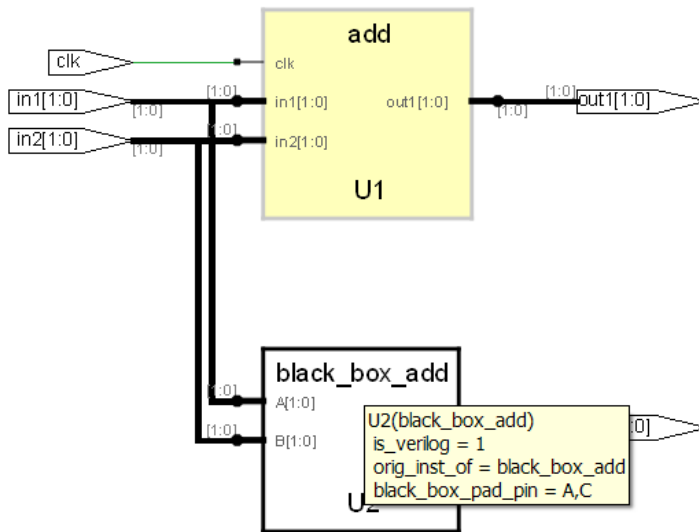 add
clk
clk
in1[1:0]
[1:0]
[1:0]
in1[1:0]
out1[1:0]
[1:0]
[1:0]
out1[1:0]
in2[1:0]
[1:0]
[1:0]
in2[1:0]
U1
black_box_add
[1:0]
A[1:0]
[1:0]
B[1:0]
U2(black_box_add)
is_verilog = 1
orig_inst_of = black_box_add
black_box_pad_pin = A,C
:0]
U2